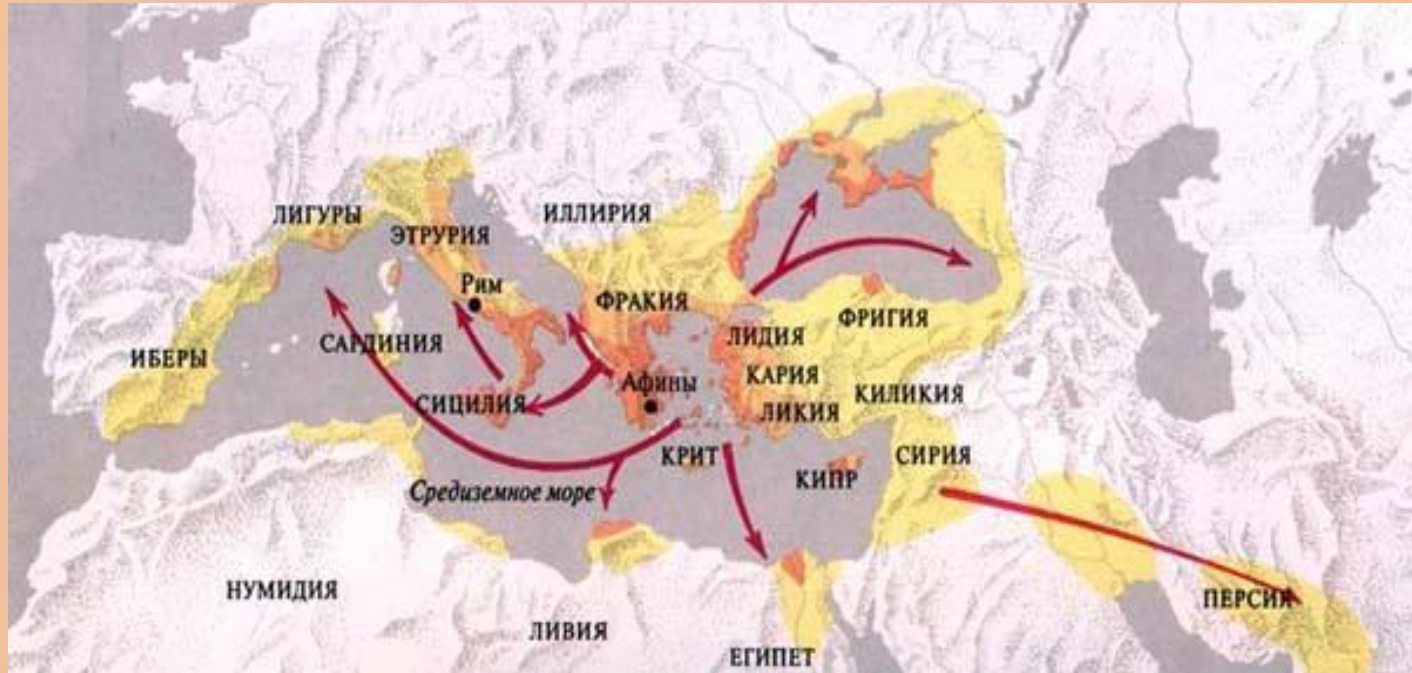 ЛИГУРЫ
ИЛЛИРИЯ
ЭТРУРИЯ
Рим
ФРАКИЯ
ФРИГИЯ
ЛИДИЯ
САРДИНИЯ
ИБЕРЫ
КАРИЯ
Афины
КИЛИКИЯ
СИЦИЛИЯ
ЛИКИЯ
КРИТ
СИРИЯ
КИПР
Средиземное море
НУМИДИЯ
ПЕРСИЯ
ЛИВИЯ
ЕГИПЕТ